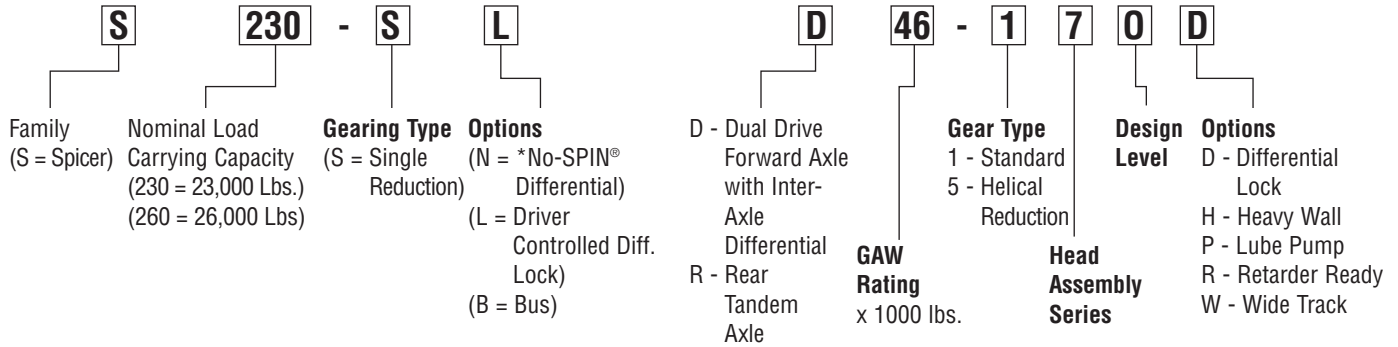 S 230 - S L
D 46 - 1 7 0 D
Family
(S = Spicer)
Nominal Load
Carrying Capacity
(230 = 23,000 Lbs.)
(260 = 26,000 Lbs)
Gearing Type
(S = Single
Reduction)
Options
(N = *No-SPIN®
Differential)
(L = Driver
Controlled Diff.
Lock)
(B = Bus)
D - Dual Drive
Forward Axle
with Inter-
Axle
Differential
R - Rear
Tandem
Axle
GAW
Rating
x 1000 lbs.
Gear Type
1 - Standard
5 - Helical
Reduction
Head
Assembly
Series
Design
Level
Options
D - Differential
Lock
H - Heavy Wall
P - Lube Pump
R - Retarder Ready
W - Wide Track